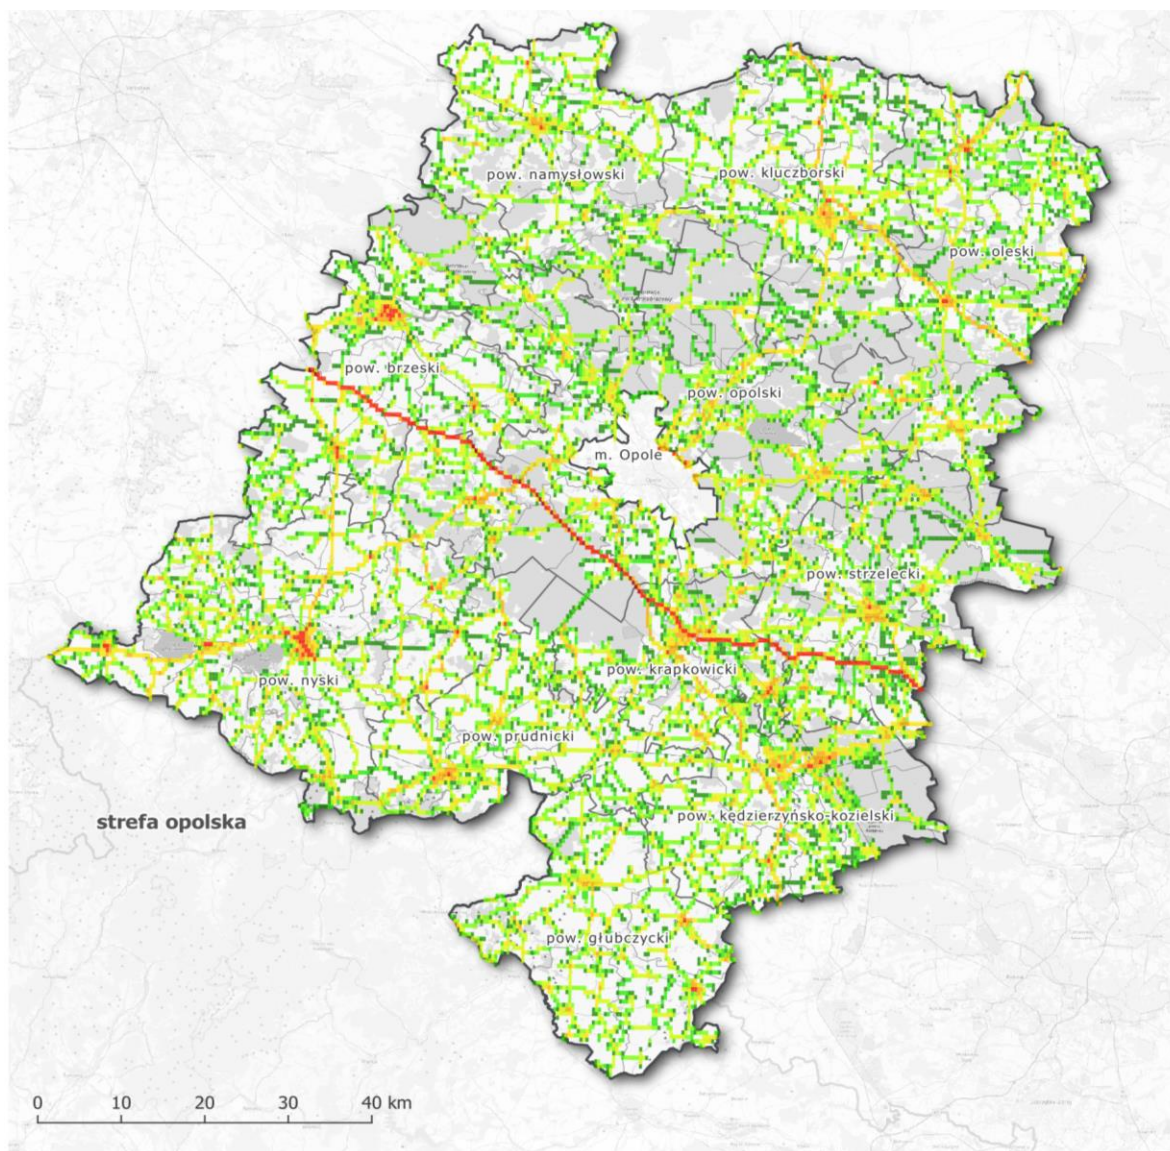 pow. namysłowski
pow. kluczborski
pow. oleski
pow. brzeski
pow. opolski
m. Opole
pow. strzelecki
pow. krapkowicki
pow. nyski
pow. prudnicki
strefa opolska
pow. kędzierzyńsko-kozielski
pow. głubczycki
0 10 20 30 40 km